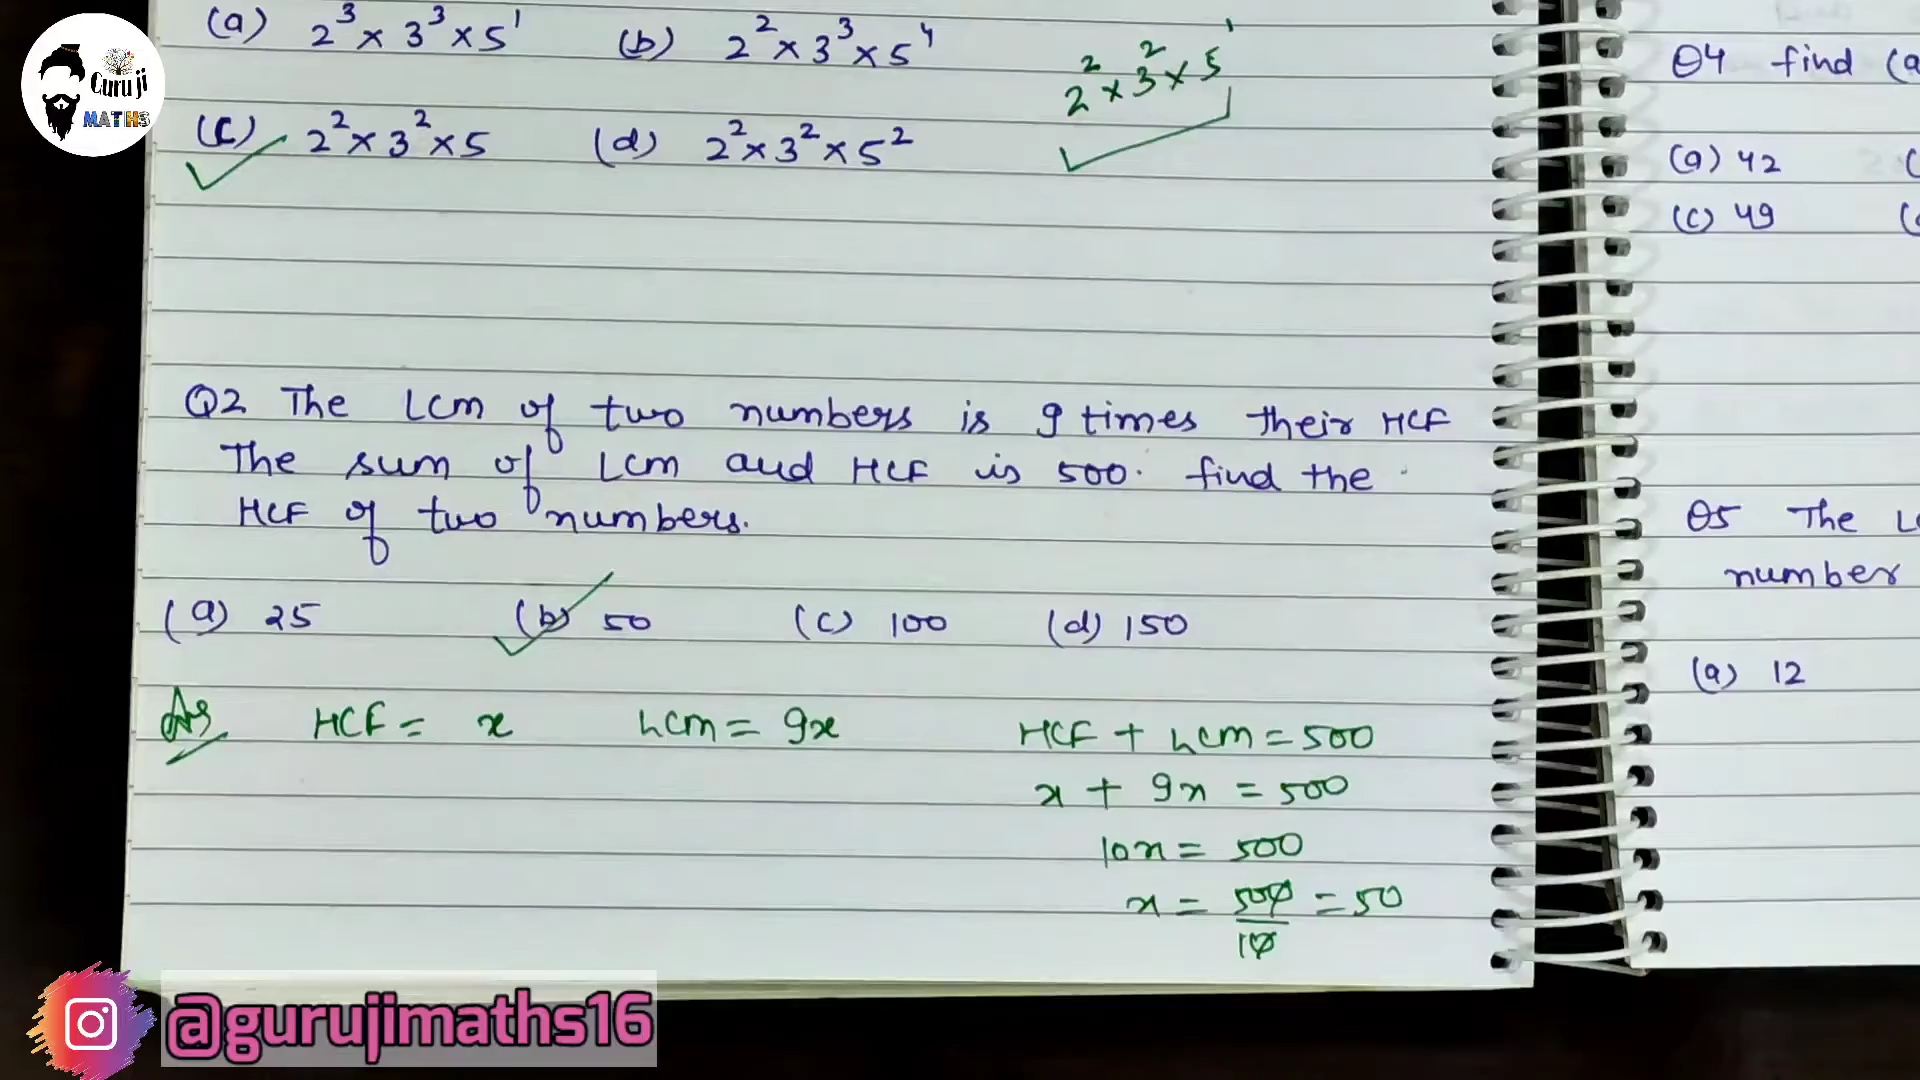 Guru ji
MATHS
(a) 2³ × 3³ × 5¹ (b) 2² × 3³ × 5⁴
2² × 3² × 5¹
(c) 2² × 3² × 5 (d) 2² × 3² × 5²
Q2 The LCM of two numbers is 9 times their HCF
The sum of LCM and HCF is 500. find the
HCF of two numbers.
(a) 25 (b) 50 (c) 100 (d) 150
Ans HCF = x LCM = 9x HCF + LCM = 500
x + 9x = 500
10x = 500
x = 500/10 = 50
Q4 find (a
(a) 42 (
(c) 49 (
Q5 The L
number
(a) 12
@gurujimaths16